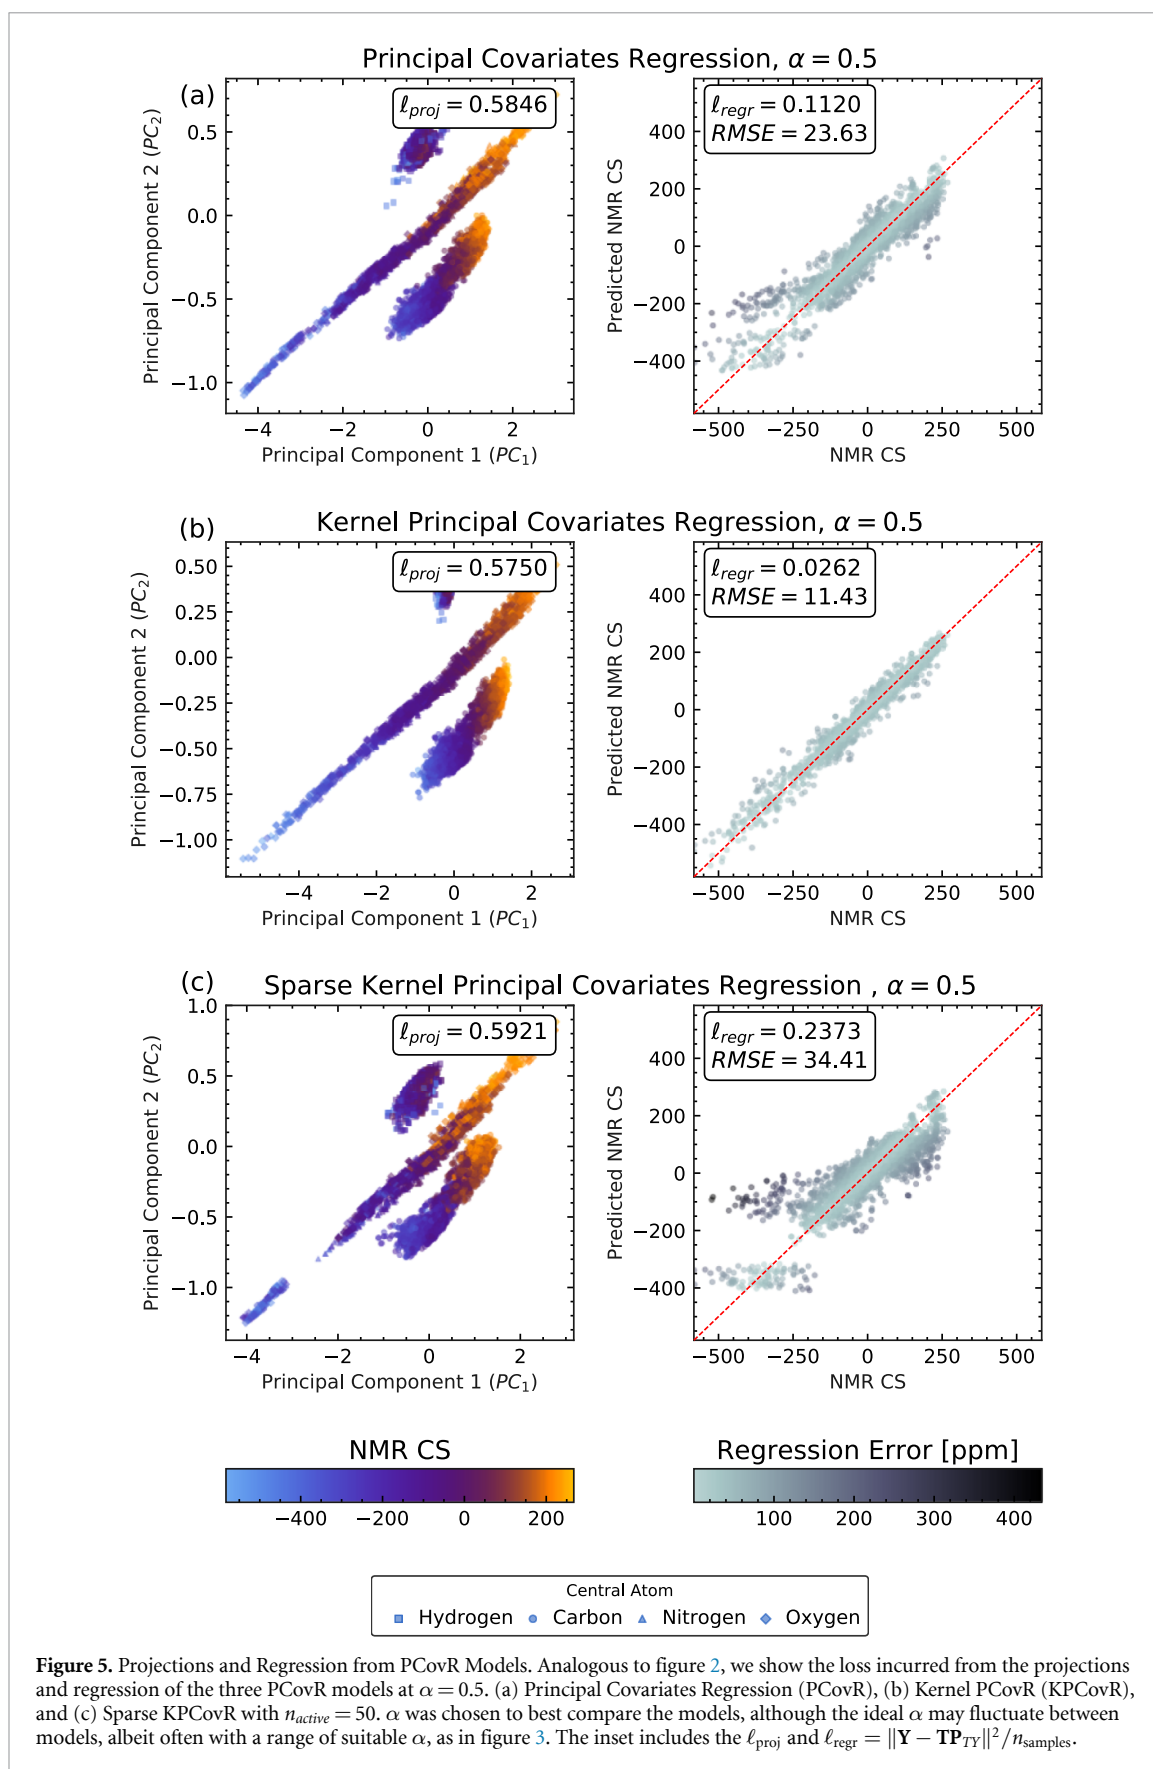 Principal Covariates Regression, α = 0.5
(a)
ℓproj = 0.5846
Principal Component 2 (PC2)
0.5
0.0
−0.5
−1.0
−4 −2 0 2
Principal Component 1 (PC1)
ℓregr = 0.1120
RMSE = 23.63
Predicted NMR CS
400
200
0
−200
−400
−500 −250 0 250 500
NMR CS
(b)
Kernel Principal Covariates Regression, α = 0.5
ℓproj = 0.5750
Principal Component 2 (PC2)
0.50
0.25
0.00
−0.25
−0.50
−0.75
−1.00
−4 −2 0 2
Principal Component 1 (PC1)
ℓregr = 0.0262
RMSE = 11.43
Predicted NMR CS
400
200
0
−200
−400
−500 −250 0 250 500
NMR CS
(c)
Sparse Kernel Principal Covariates Regression , α = 0.5
ℓproj = 0.5921
Principal Component 2 (PC2)
1.0
0.5
0.0
−0.5
−1.0
−4 −2 0 2
Principal Component 1 (PC1)
ℓregr = 0.2373
RMSE = 34.41
Predicted NMR CS
400
200
0
−200
−400
−500 −250 0 250 500
NMR CS
NMR CS
−400 −200 0 200
Regression Error [ppm]
100 200 300 400
Central Atom
Hydrogen Carbon Nitrogen Oxygen
Figure 5. Projections and Regression from PCovR Models. Analogous to figure 2, we show the loss incurred from the projections
and regression of the three PCovR models at α = 0.5. (a) Principal Covariates Regression (PCovR), (b) Kernel PCovR (KPCovR),
and (c) Sparse KPCovR with nactive = 50. α was chosen to best compare the models, although the ideal α may fluctuate between
models, albeit often with a range of suitable α, as in figure 3. The inset includes the ℓproj and ℓregr = ||Y − TPTY||²/nsamples.